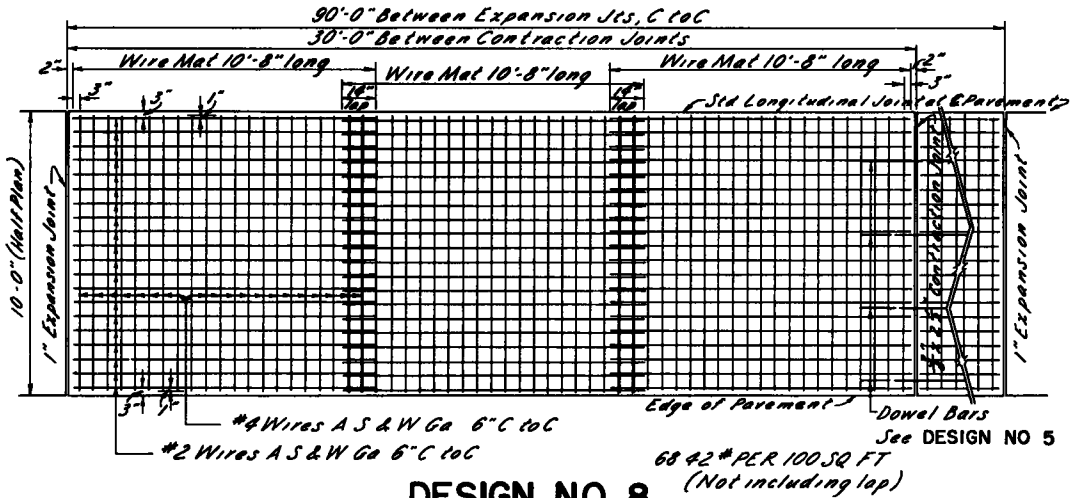 90'-0" Between Expansion Jts, C to C
30'-0" Between Contraction Joints
2" Wire Mat 10'-8" long Wire Mat 10'-8" long Wire Mat 10'-8" long 2"
3" 3" 1" 14" lap 14" lap 3"
Std Longitudinal Joint at ℄ Pavement
10'-0" (Half Plan)
1" Expansion Joint
Contraction Joint
1" Expansion Joint
3" 1"
Edge of Pavement
Dowel Bars
See DESIGN NO 5
#4 Wires A S & W Ga 6" C to C
#2 Wires A S & W Ga 6" C to C
68 42 # PER 100 SQ FT
(Not including lap)
DESIGN NO 8